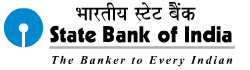 भारतीय स्टेट बैंक
State Bank of India
The Banker to Every Indian